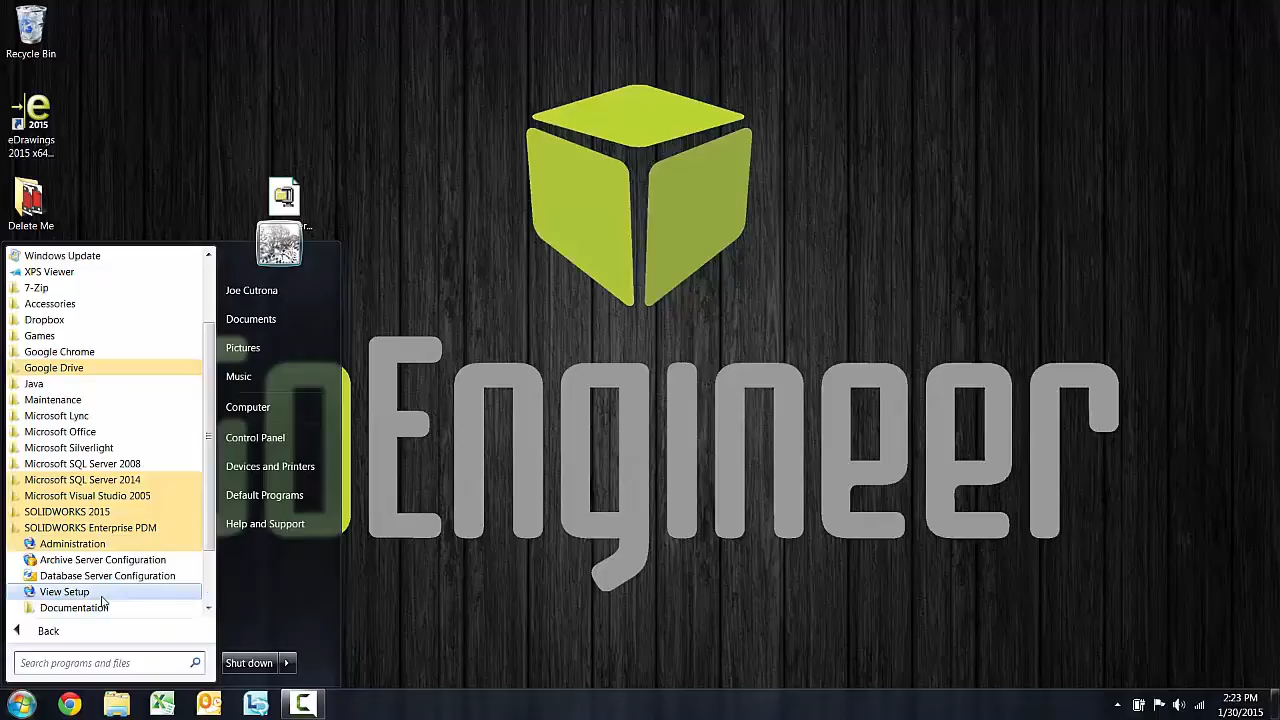 Recycle Bin
e
2015
eDrawings
2015 x64...
Delete Me
r...
Windows Update
XPS Viewer
7-Zip
Accessories
Dropbox
Games
Google Chrome
Google Drive
Java
Maintenance
Microsoft Lync
Microsoft Office
Microsoft Silverlight
Microsoft SQL Server 2008
Microsoft SQL Server 2014
Microsoft Visual Studio 2005
SOLIDWORKS 2015
SOLIDWORKS Enterprise PDM
Administration
Archive Server Configuration
Database Server Configuration
View Setup
Documentation
Back
Search programs and files
Joe Cutrona
Documents
Pictures
Music
Computer
Control Panel
Devices and Printers
Default Programs
Help and Support
Shut down
Engineer
2:23 PM
1/30/2015